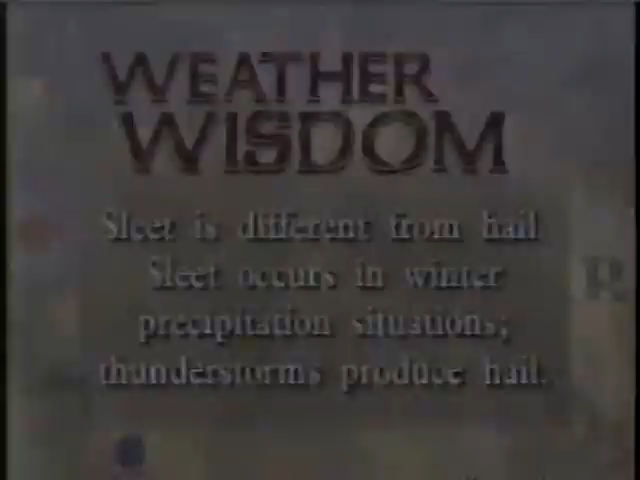 WEATHER
WISDOM
Sleet is different from hail.
Sleet occurs in winter
precipitation situations;
thunderstorms produce hail.
R